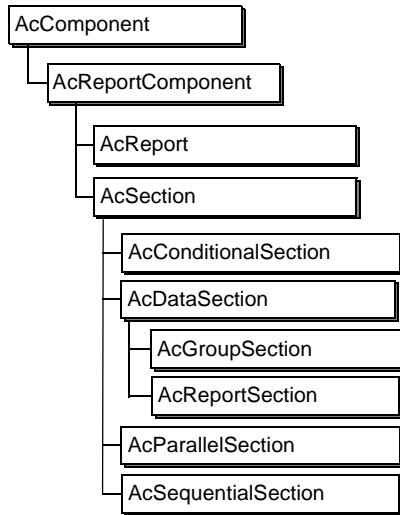 AcComponent
AcReportComponent
AcReport
AcSection
AcConditionalSection
AcDataSection
AcGroupSection
AcReportSection
AcParallelSection
AcSequentialSection